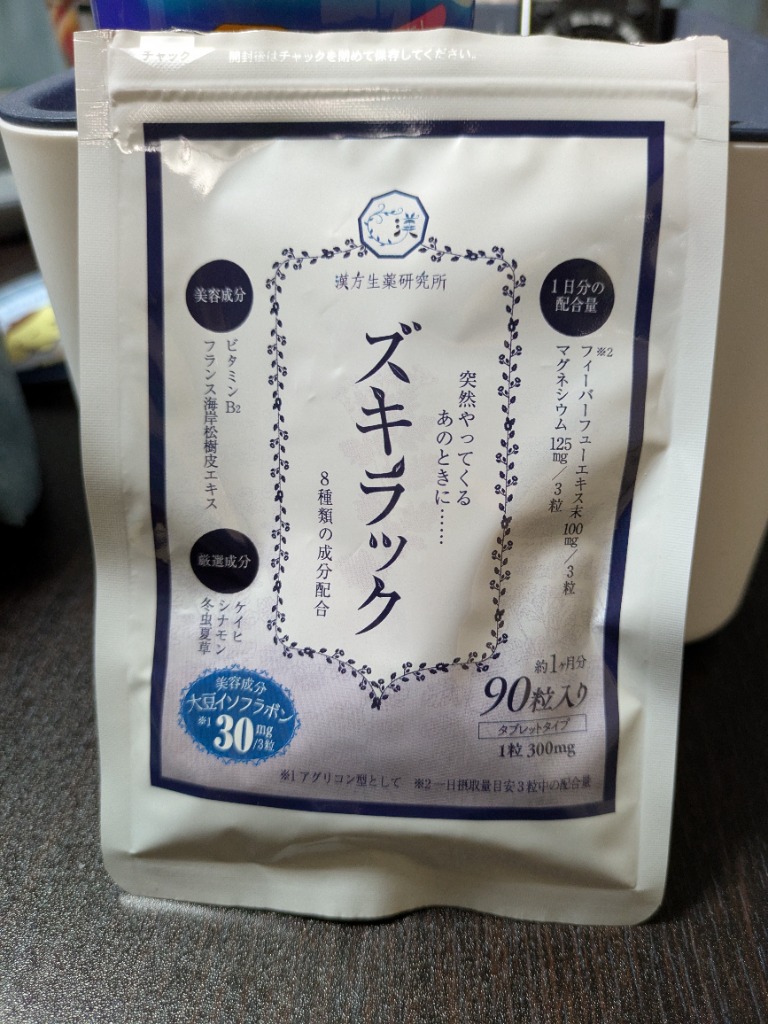 チャック
開封後はチャックを閉めて保存してください。
美
漢方生薬研究所
ズキラック
突然やってくる
あのときに……
8種類の成分配合
1日分の
配合量
※2
フィーバーフューエキス末 100mg/3粒
マグネシウム 125mg/3粒
美容成分
ビタミンB2
フランス海岸松樹皮エキス
厳選成分
ケイヒ
シナモン
冬虫夏草
美容成分
大豆イソフラボン
※1 30mg/3粒
約1ヶ月分
90粒入り
タブレットタイプ
1粒 300mg
※1 アグリコン型として ※2 一日摂取量目安3粒中の配合量